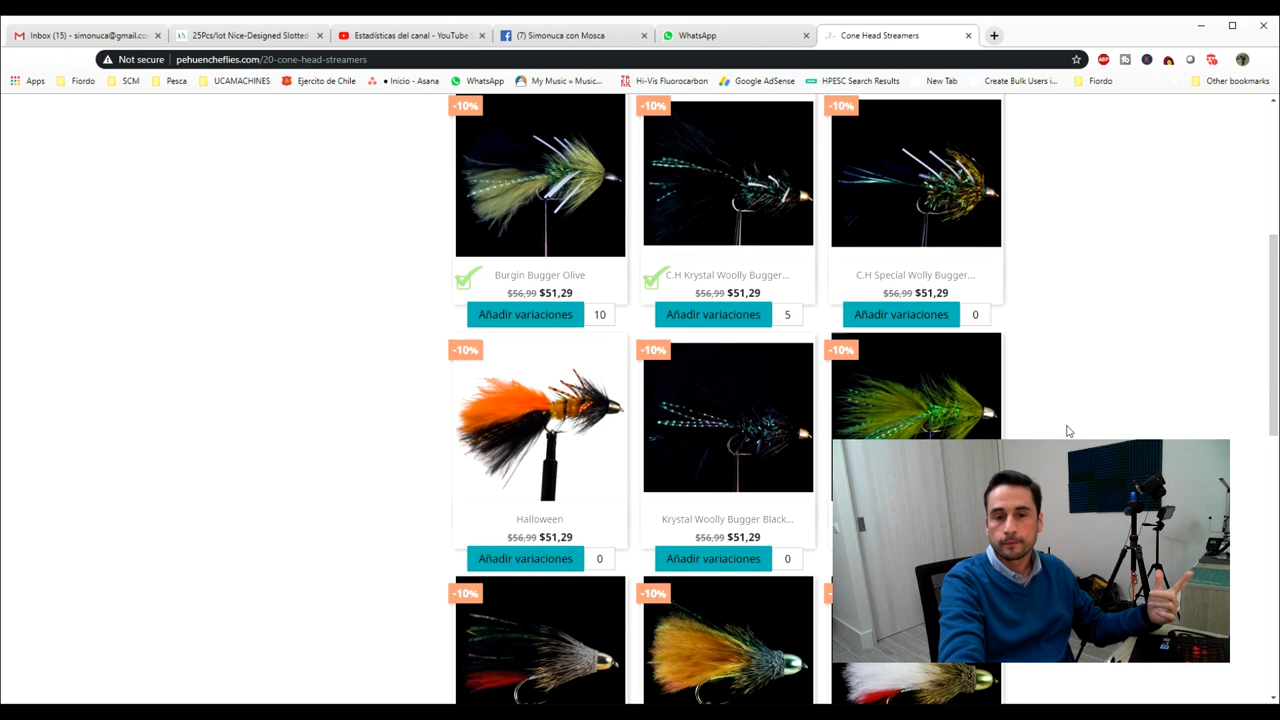 Inbox (15) - simonuca@gmail.co
25Pcs/lot Nice-Designed Slotted
Estadísticas del canal - YouTube S
(7) Simonuca con Mosca
WhatsApp
Cone Head Streamers
Not secure
pehuencheflies.com/20-cone-head-streamers
Apps
Fiordo
SCM
Pesca
UCAMACHINES
Ejercito de Chile
Inicio - Asana
WhatsApp
My Music » Music...
Hi-Vis Fluorocarbon
Google AdSense
HPESC Search Results
New Tab
Create Bulk Users i...
Fiordo
Other bookmarks
-10% -10% -10%
Burgin Bugger Olive
C.H Krystal Woolly Bugger...
C.H Special Wolly Bugger...
$56,99 $51,29
$56,99 $51,29
$56,99 $51,29
Añadir variaciones 10
Añadir variaciones 5
Añadir variaciones 0
-10% -10% -10%
Halloween
Krystal Woolly Bugger Black...
$56,99 $51,29
$56,99 $51,29
Añadir variaciones 0
Añadir variaciones 0
-10% -10%